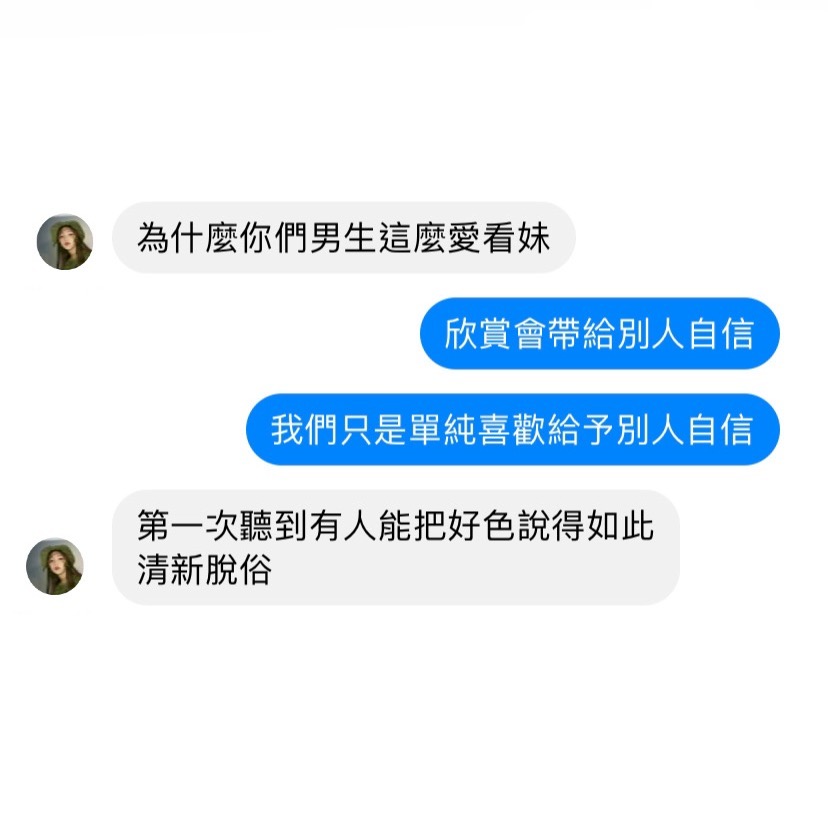 為什麼你們男生這麼愛看妹
欣賞會帶給別人自信
我們只是單純喜歡給予別人自信
第一次聽到有人能把好色說得如此
清新脫俗